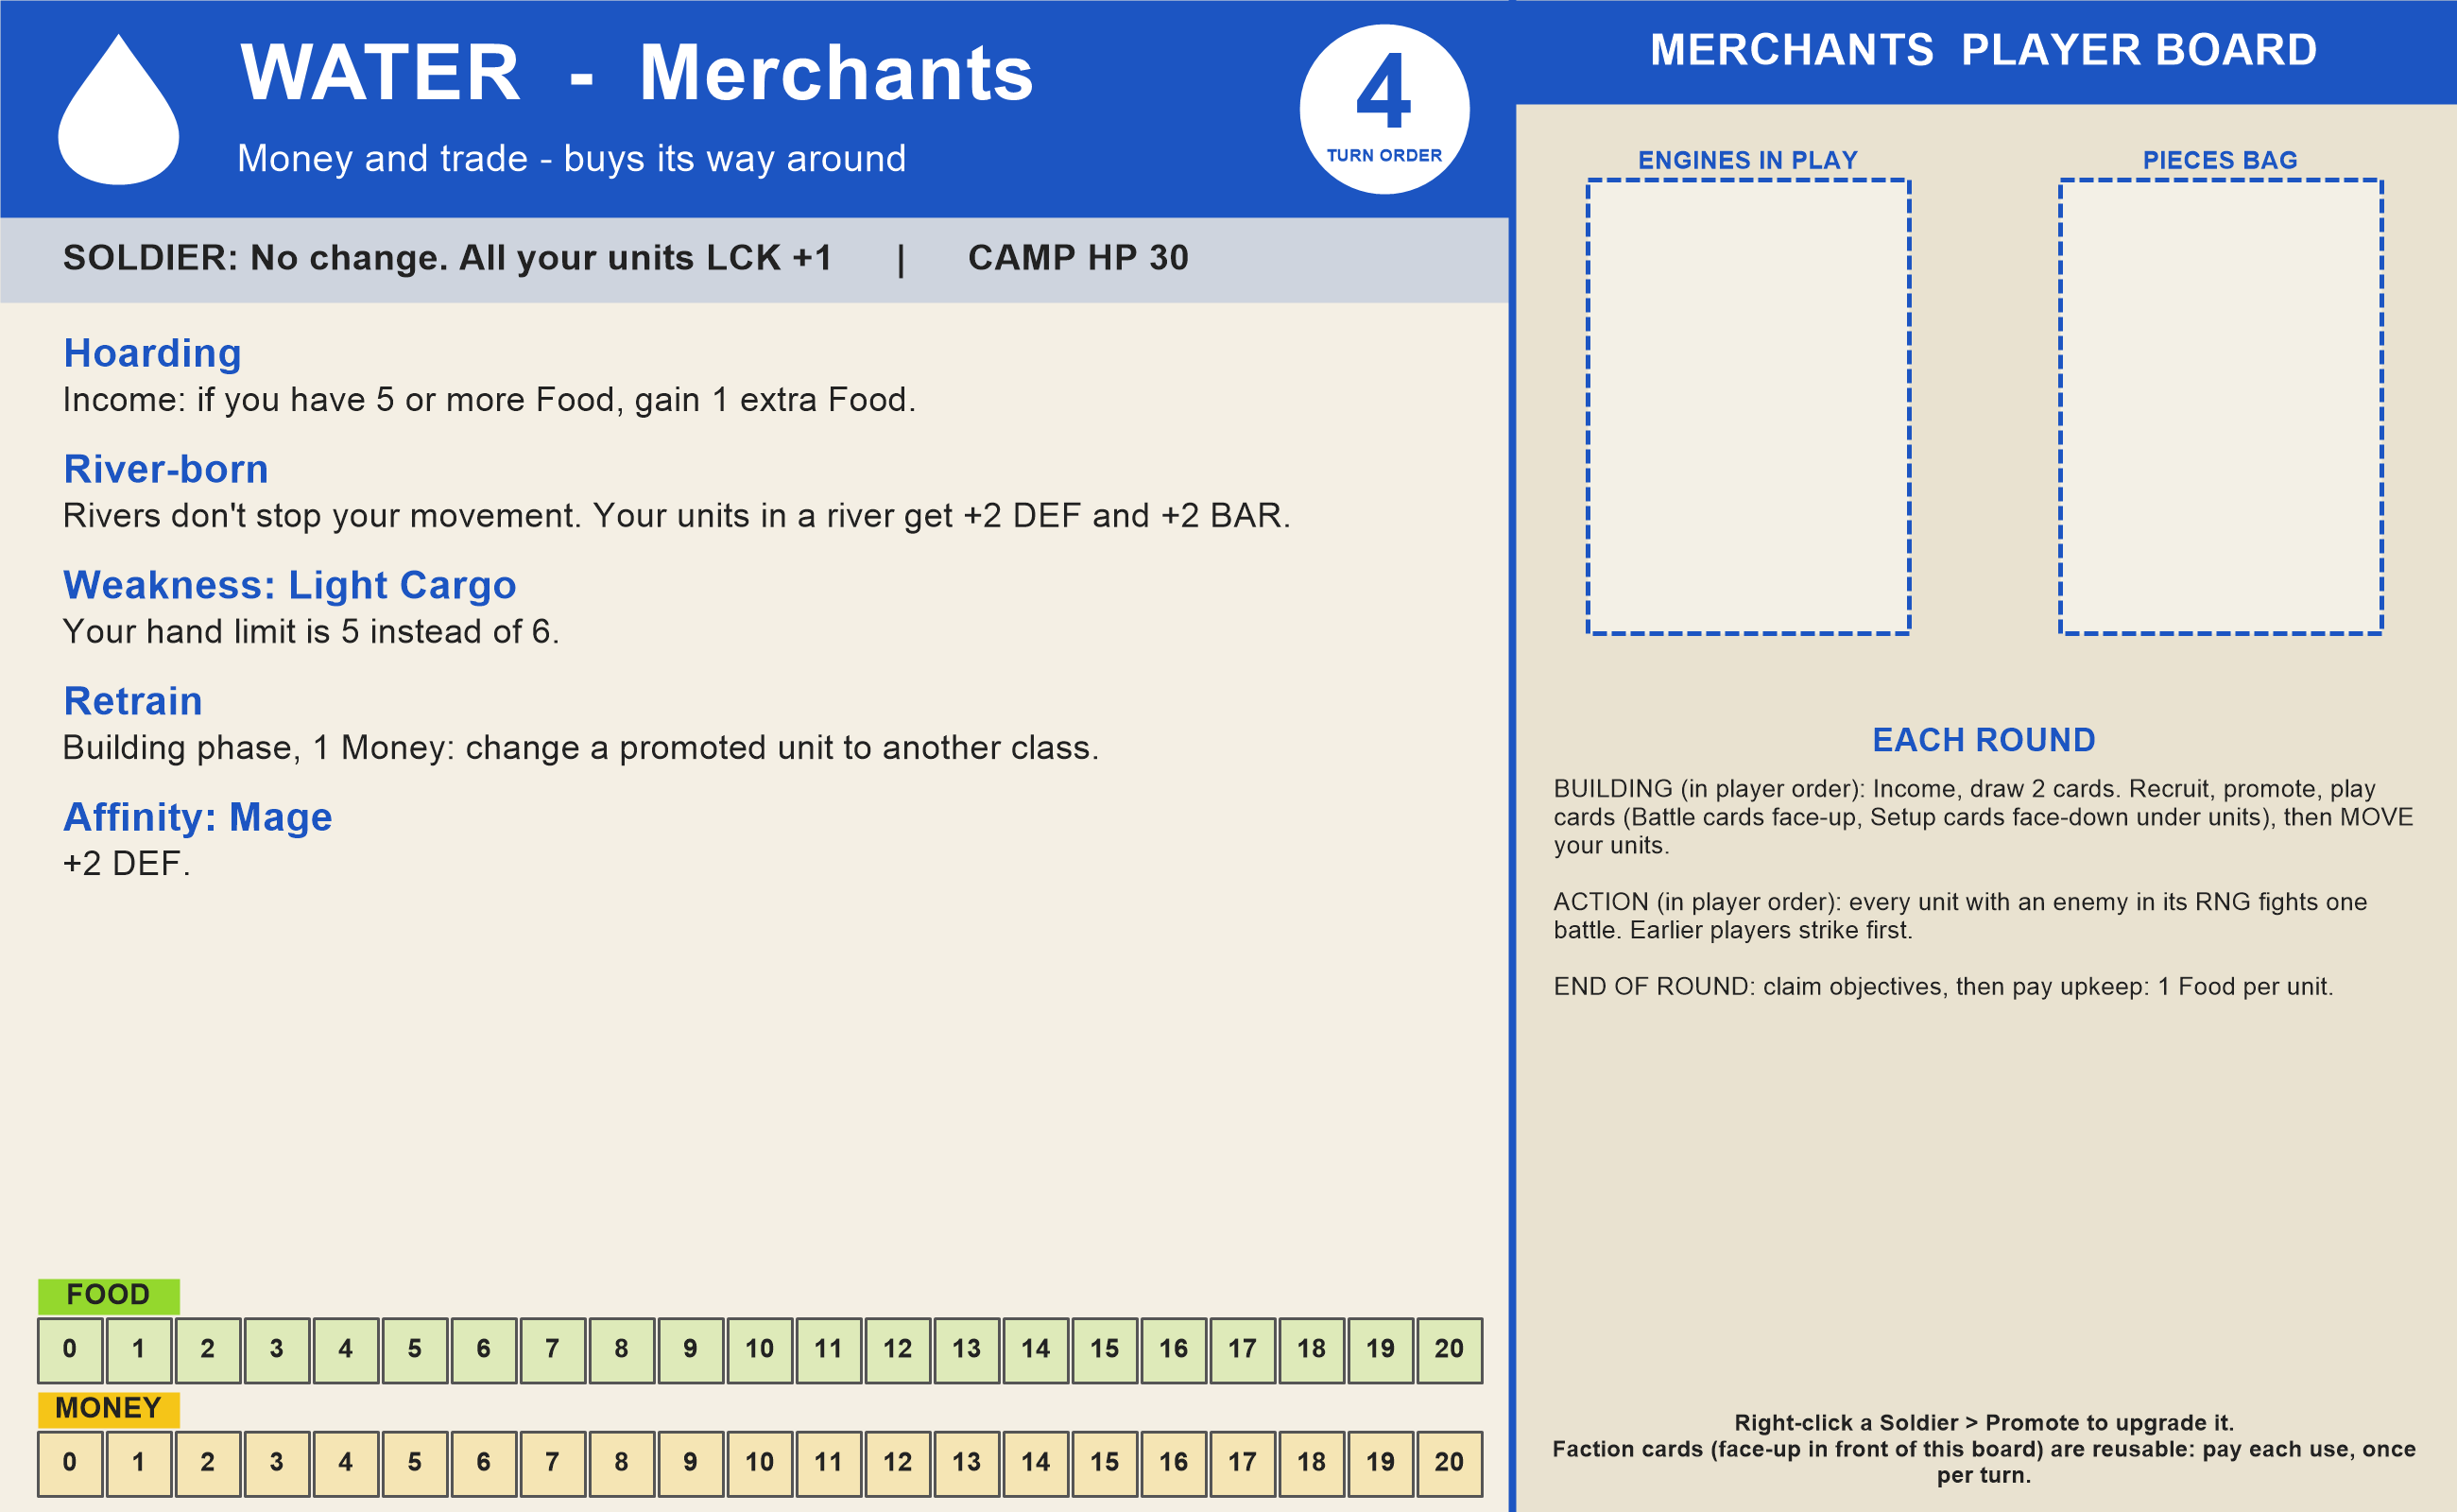 WATER - Merchants
Money and trade - buys its way around
4
TURN ORDER
SOLDIER: No change. All your units LCK +1 | CAMP HP 30
Hoarding
Income: if you have 5 or more Food, gain 1 extra Food.
River-born
Rivers don't stop your movement. Your units in a river get +2 DEF and +2 BAR.
Weakness: Light Cargo
Your hand limit is 5 instead of 6.
Retrain
Building phase, 1 Money: change a promoted unit to another class.
Affinity: Mage
+2 DEF.
FOOD
0 1 2 3 4 5 6 7 8 9 10 11 12 13 14 15 16 17 18 19 20
MONEY
0 1 2 3 4 5 6 7 8 9 10 11 12 13 14 15 16 17 18 19 20
MERCHANTS PLAYER BOARD
ENGINES IN PLAY
PIECES BAG
EACH ROUND
BUILDING (in player order): Income, draw 2 cards. Recruit, promote, play
cards (Battle cards face-up, Setup cards face-down under units), then MOVE
your units.
ACTION (in player order): every unit with an enemy in its RNG fights one
battle. Earlier players strike first.
END OF ROUND: claim objectives, then pay upkeep: 1 Food per unit.
Right-click a Soldier > Promote to upgrade it.
Faction cards (face-up in front of this board) are reusable: pay each use, once
per turn.